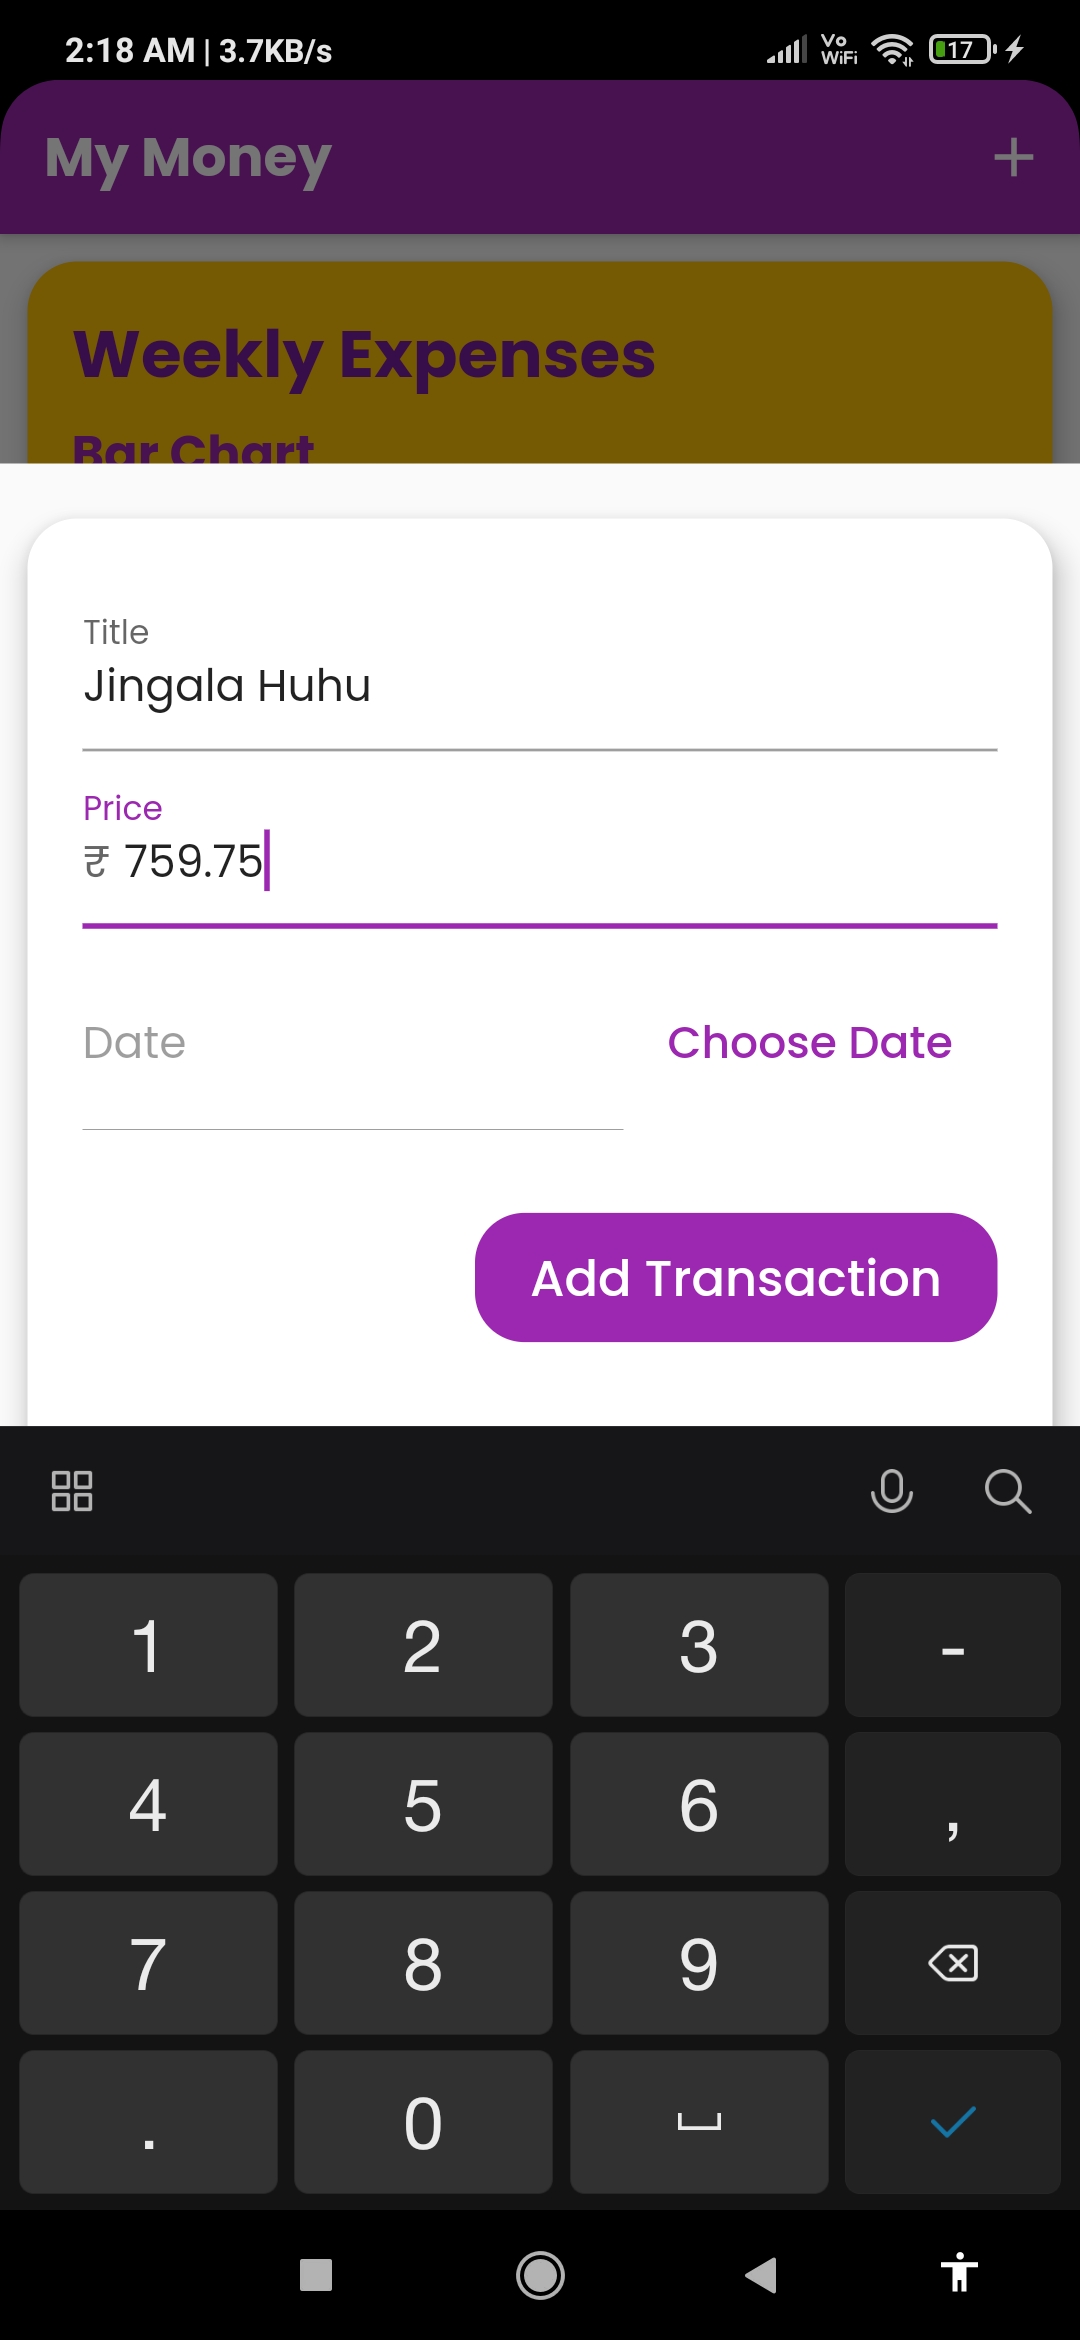 2:18 AM | 3.7KB/s Vo WiFi 17
My Money +
Weekly Expenses
Bar Chart
Title
Jingala Huhu
Price
₹ 759.75
Date Choose Date
Add Transaction
1 2 3 -
4 5 6 ,
7 8 9
. 0